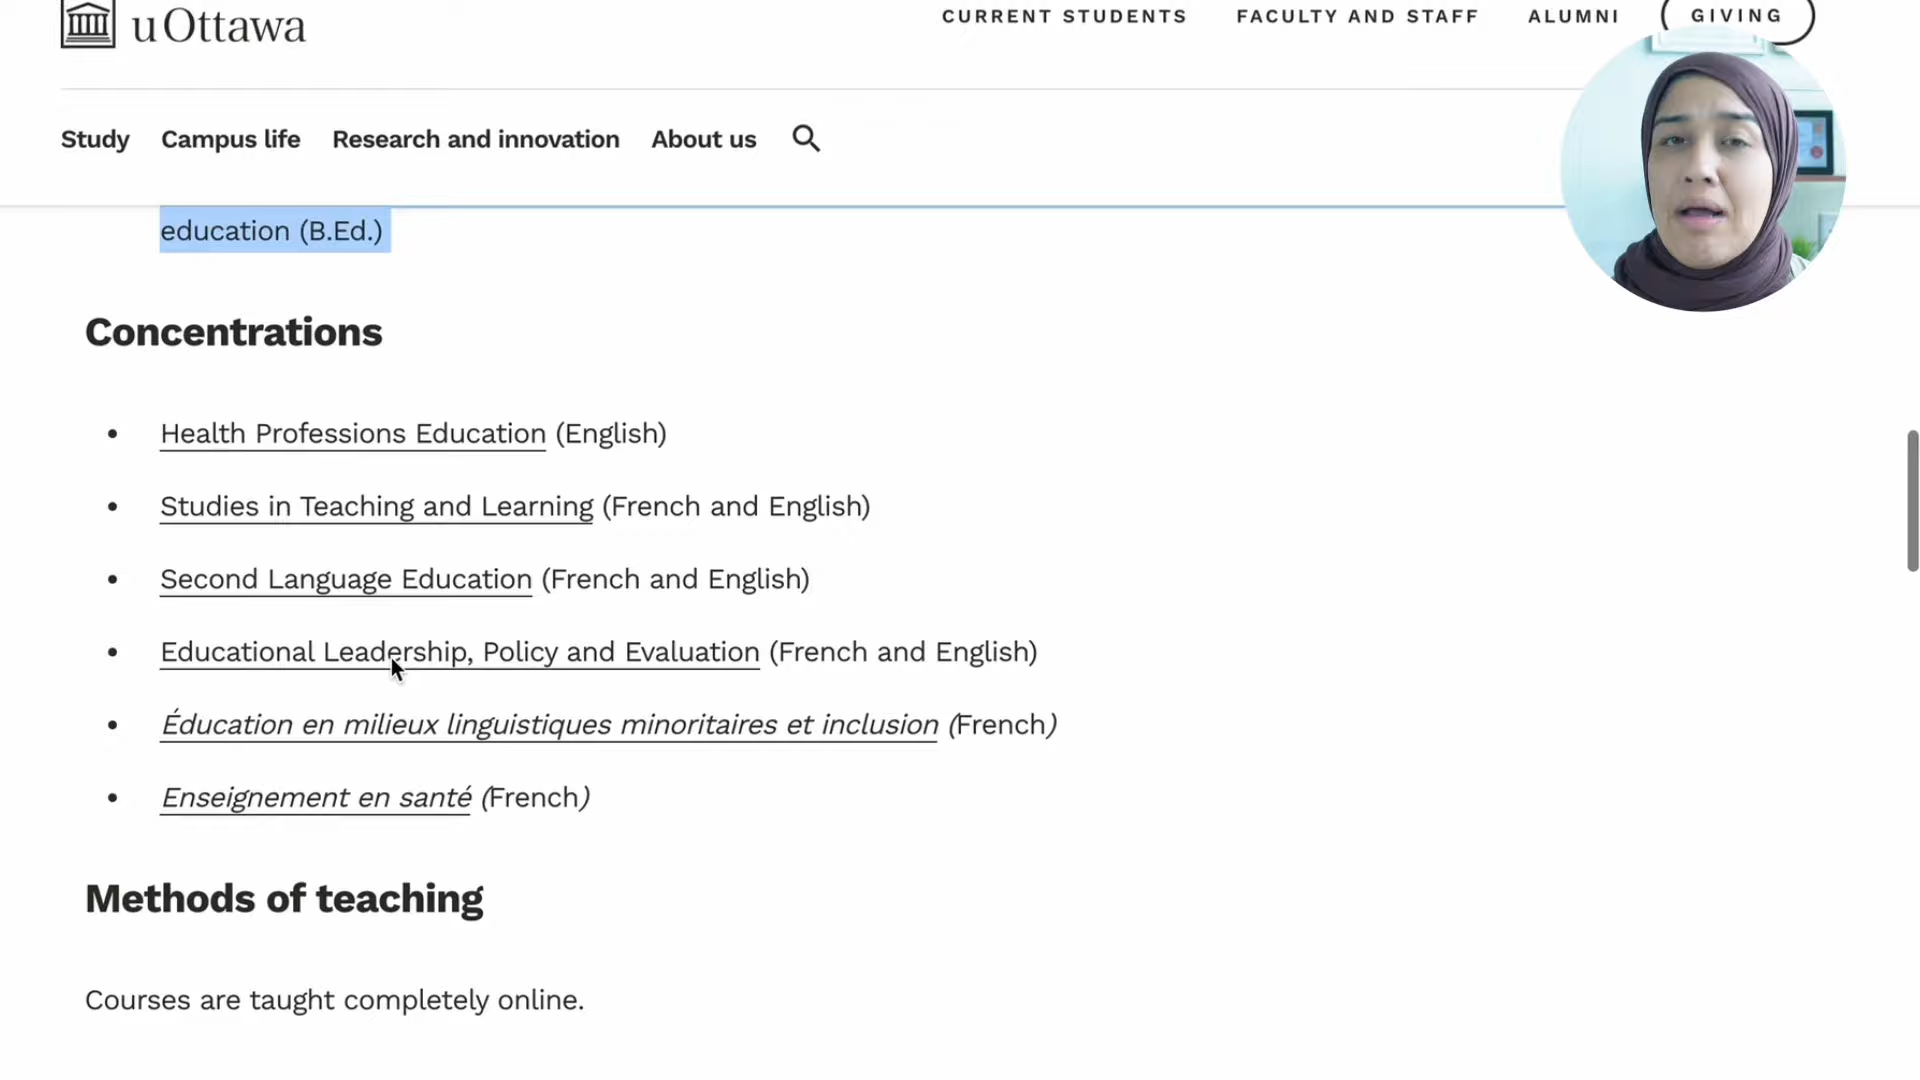 uOttawa
CURRENT STUDENTS FACULTY AND STAFF ALUMNI GIVING
Study Campus life Research and innovation About us
education (B.Ed.)
Concentrations
• Health Professions Education (English)
• Studies in Teaching and Learning (French and English)
• Second Language Education (French and English)
• Educational Leadership, Policy and Evaluation (French and English)
• Éducation en milieux linguistiques minoritaires et inclusion (French)
• Enseignement en santé (French)
Methods of teaching
Courses are taught completely online.